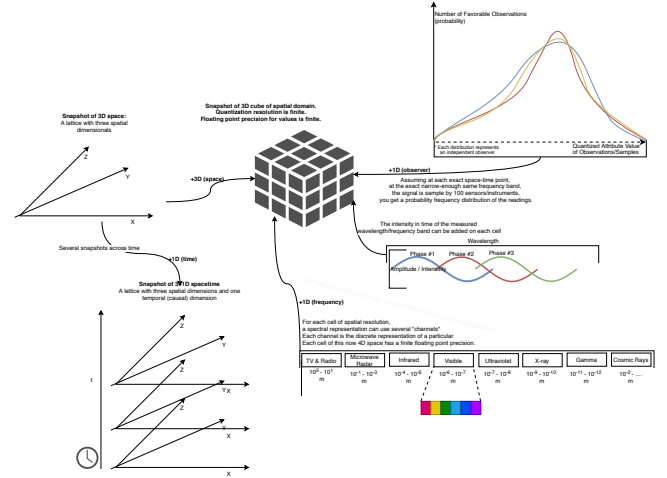 Number of Favorable Observations
(probability)
* Each distribution represents
an independent observer
Quantized Attribute Value
of Observations/Samples
Snapshot of 3D cube of spatial domain.
Quantization resolution is finite.
Floating point precision for values is finite.
Snapshot of 3D space:
A lattice with three spatial
dimensionals
Z
Y
X
+3D (space)
+1D (observer)
Assuming at each exact space-time point,
at the exact narrow-enough same frequency band,
the signal is sample by 100 sensors/instruments,
you get a probability frequency distribution of the readings.
The intensity in time of the measured
wavelength/frequency band can be added on each cell
Wavelength
Phase #1
Phase #2
Phase #3
Amplitude / Intensitiy
Several snapshots across time
+1D (time)
Snapshot of 3+1D spacetime
A lattice with three spatial dimensions and one
temporal (causal) dimension
t
Z
Y
X
Z
Y
X
Z
Y
X
+1D (frequency)
For each cell of spatial resolution,
a spectral representation can use several "channels"
Each channel is the discrete representation of a particular
Each cell of this now 4D space has a finite floating point precision.
TV & Radio
Microwave
Radar
Infrared
Visible
Ultraviolet
X-ray
Gamma
Cosmic Rays
m
m
m
m
m
m
m
m